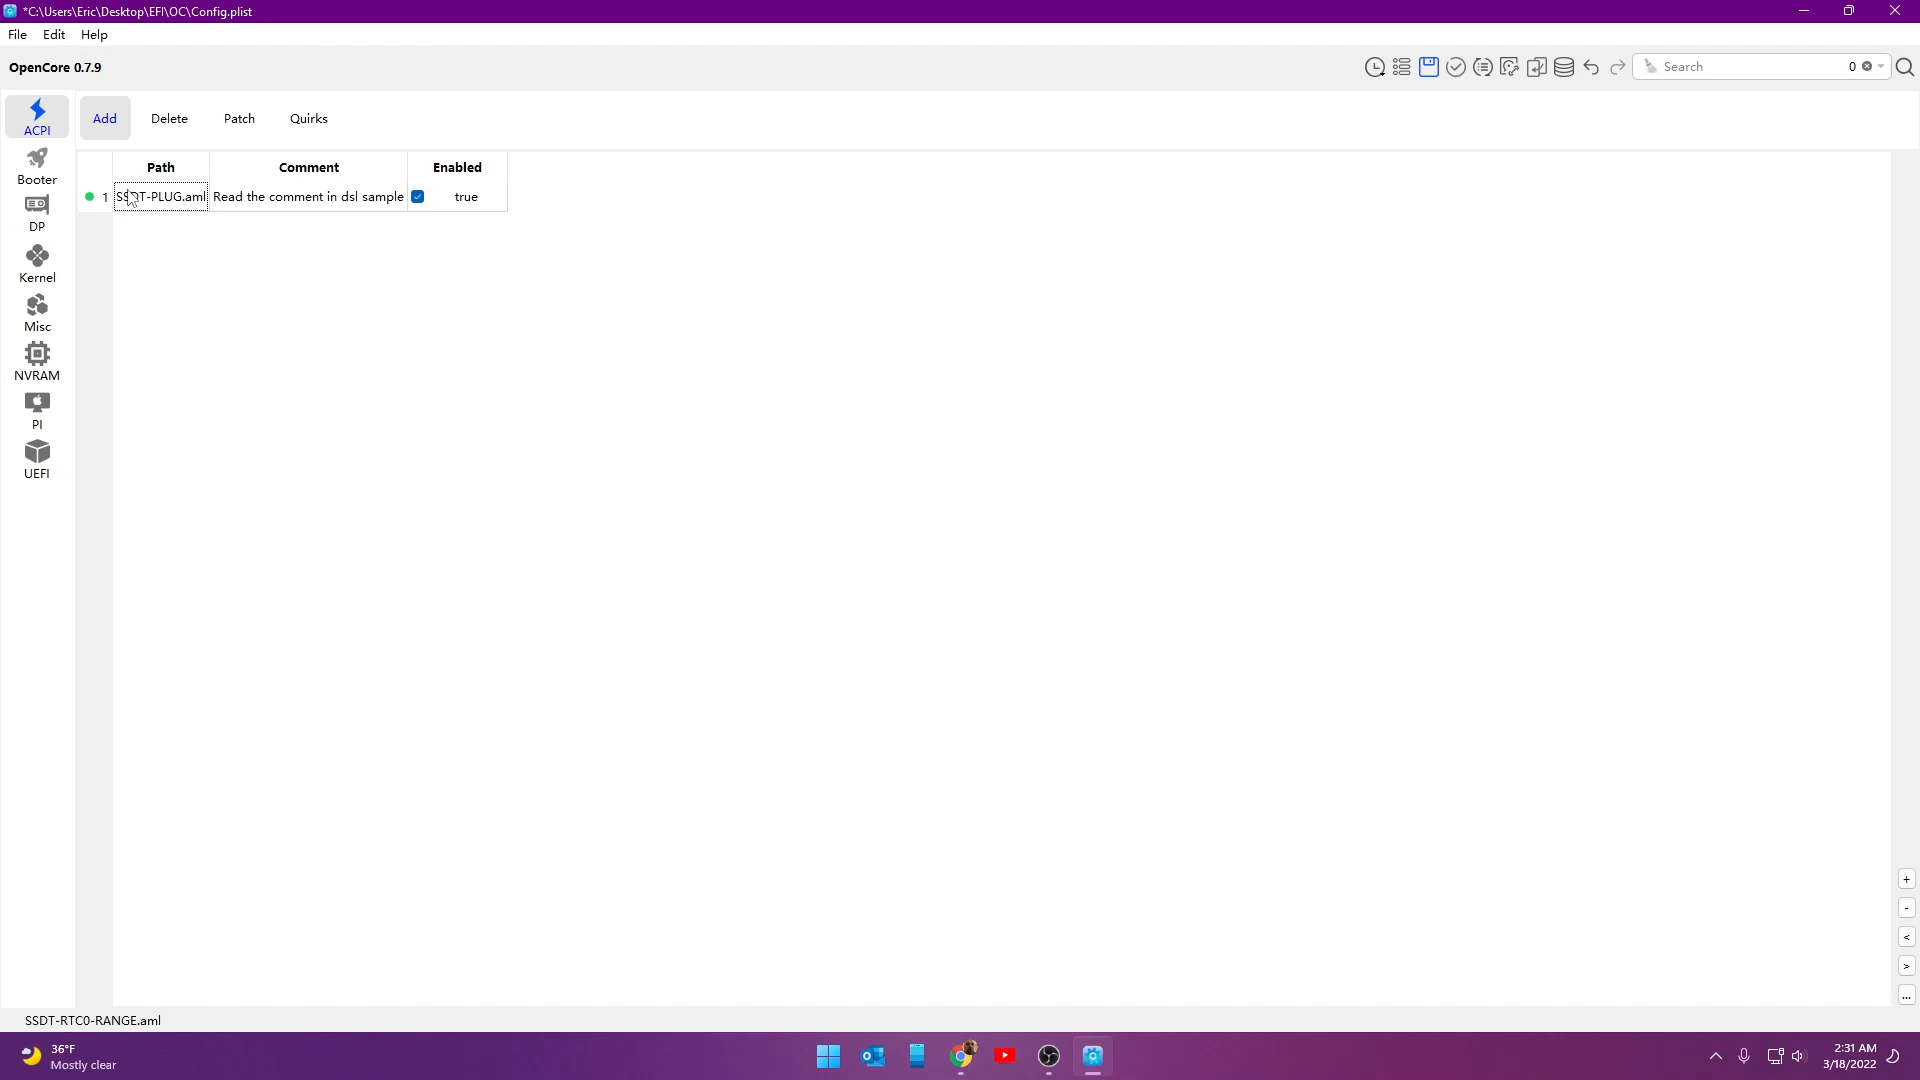 *C:\Users\Eric\Desktop\EFI\OC\Config.plist
File Edit Help
OpenCore 0.7.9
Search 0
ACPI
Booter
DP
Kernel
Misc
NVRAM
PI
UEFI
Add Delete Patch Quirks
Path Comment Enabled
1 SSDT-PLUG.aml Read the comment in dsl sample true
+
-
<
>
...
SSDT-RTC0-RANGE.aml
36°F
Mostly clear
2:31 AM
3/18/2022